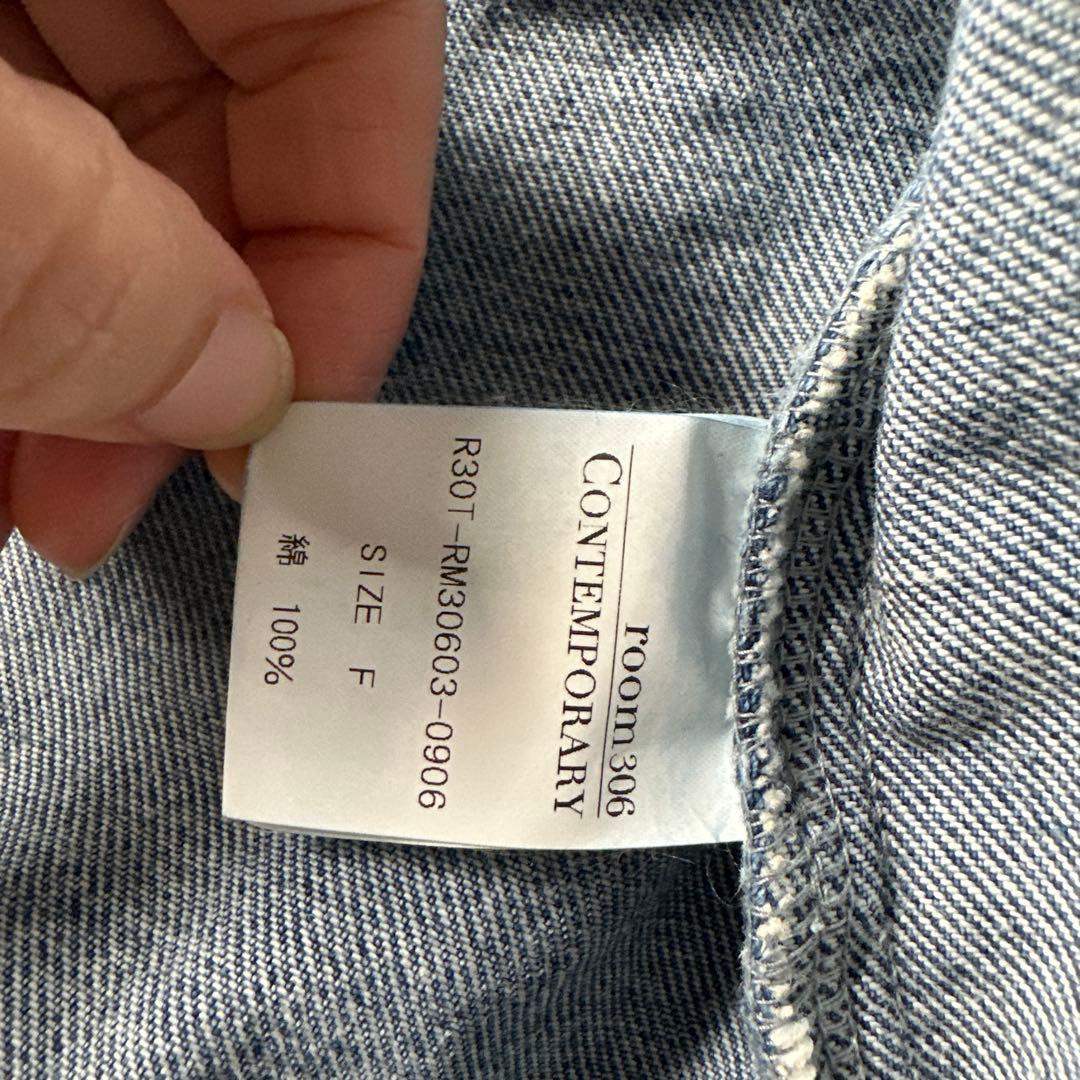 room306
CONTEMPORARY
R30T-RM30603-0906
SIZE F
綿 100%